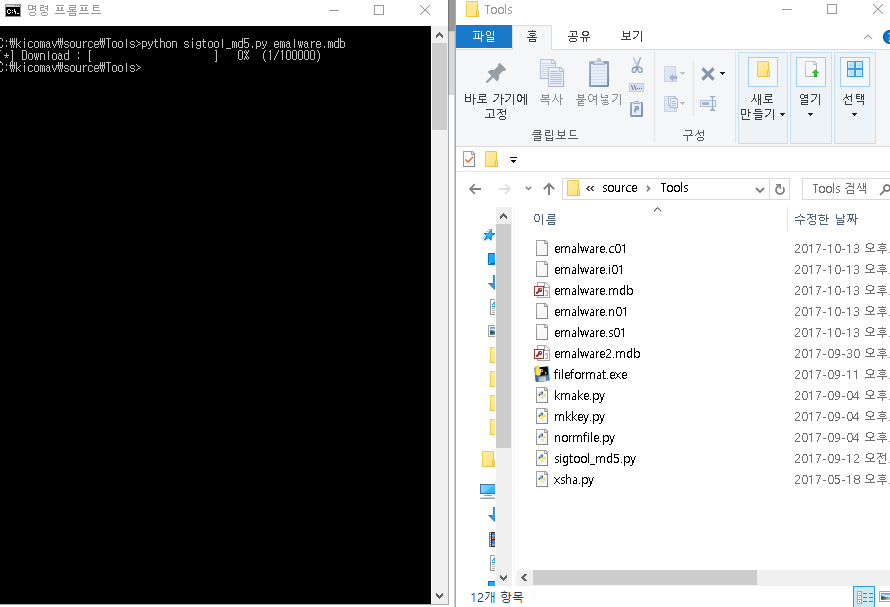 명령 프롬프트
C:\kicomav\source\Tools>python sigtool_md5.py emalware.mdb
[*] Download : [                    ]   0%  (1/100000)
C:\kicomav\source\Tools>
Tools
파일 홈 공유 보기
바로 가기에 고정
복사
붙여넣기
새로 만들기
열기
선택
클립보드
구성
« source > Tools
Tools 검색
이름 수정한 날짜
emalware.c01 2017-10-13 오후
emalware.i01 2017-10-13 오후
emalware.mdb 2017-10-13 오후
emalware.n01 2017-10-13 오후
emalware.s01 2017-10-13 오후
emalware2.mdb 2017-09-30 오후
fileformat.exe 2017-09-11 오후
kmake.py 2017-09-04 오후
mkkey.py 2017-09-04 오후
normfile.py 2017-09-04 오후
sigtool_md5.py 2017-09-12 오전
xsha.py 2017-05-18 오후
12개 항목